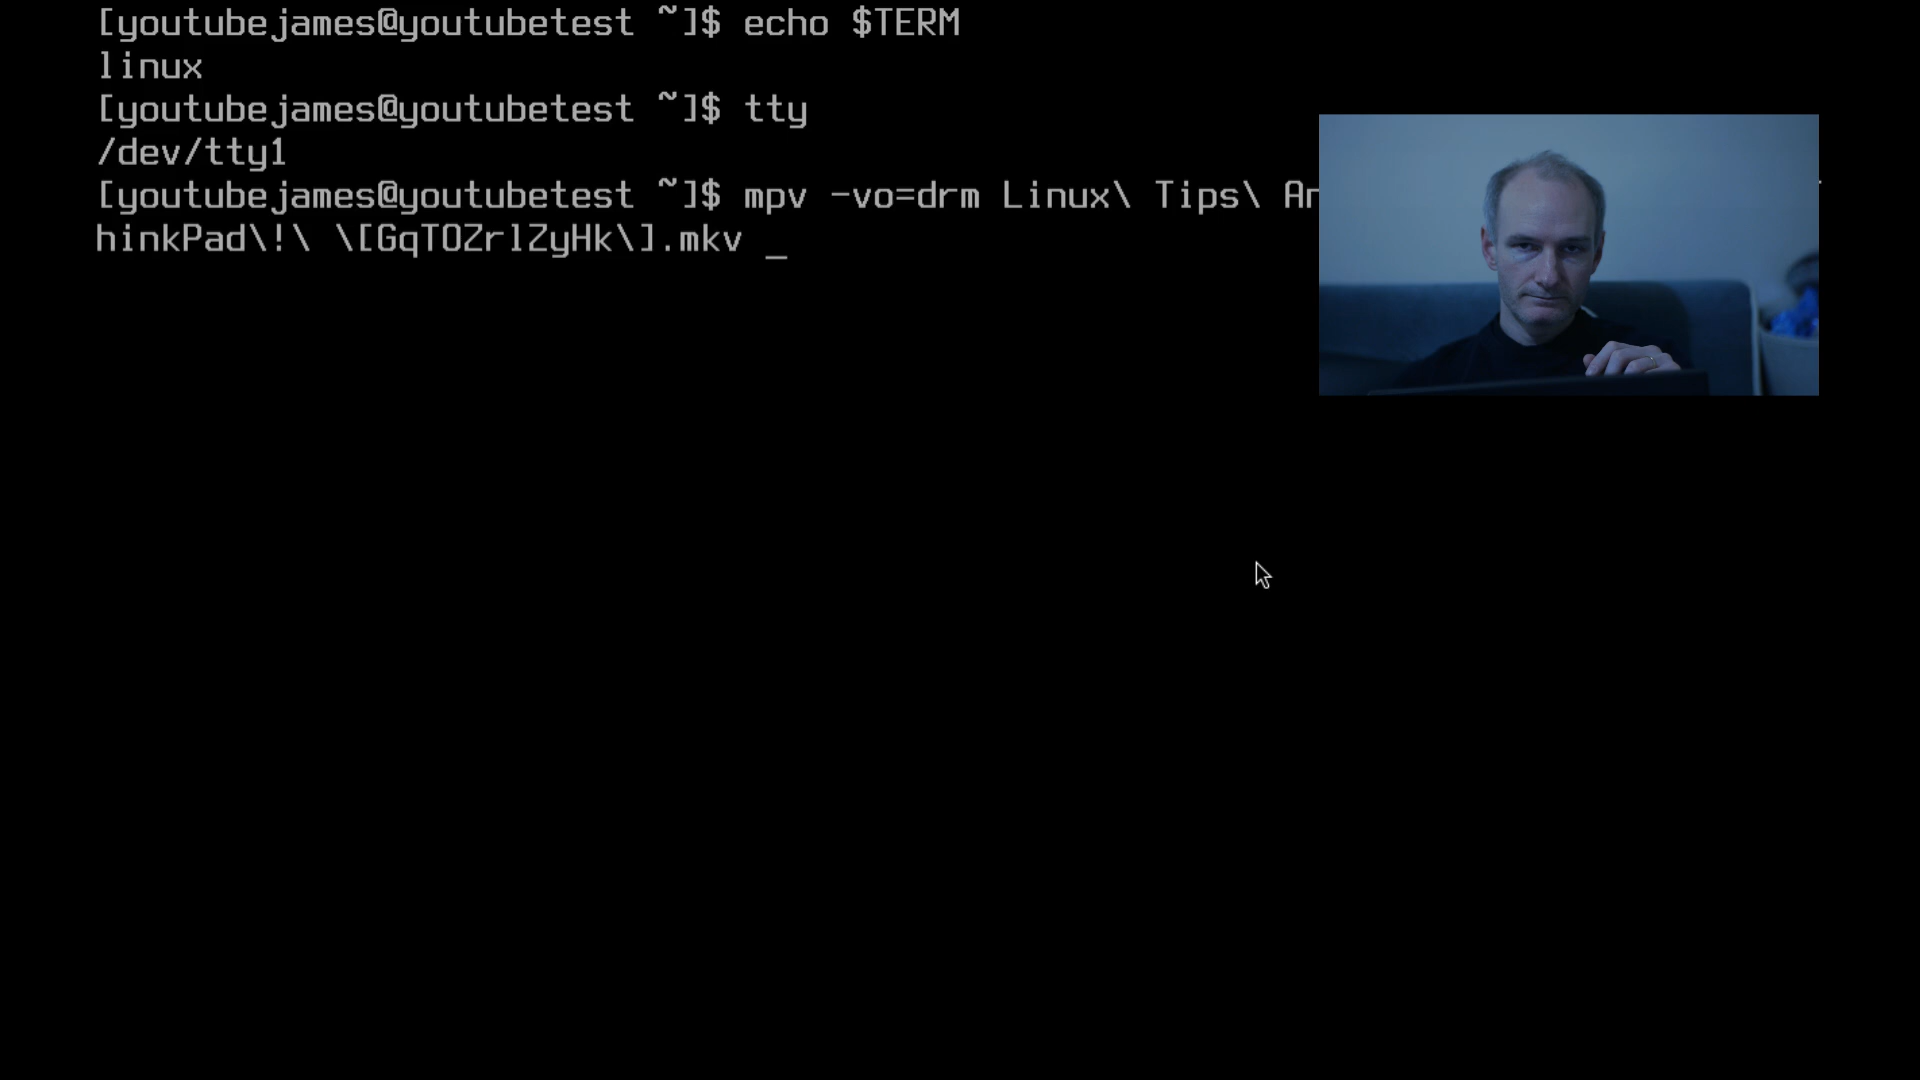 [youtubejames@youtubetest ~]$ echo $TERM
linux
[youtubejames@youtubetest ~]$ tty
/dev/tty1
[youtubejames@youtubetest ~]$ mpv -vo=drm Linux\ Tips\
hinkPad\!\ \[GqTOZrlZyHk\].mkv _